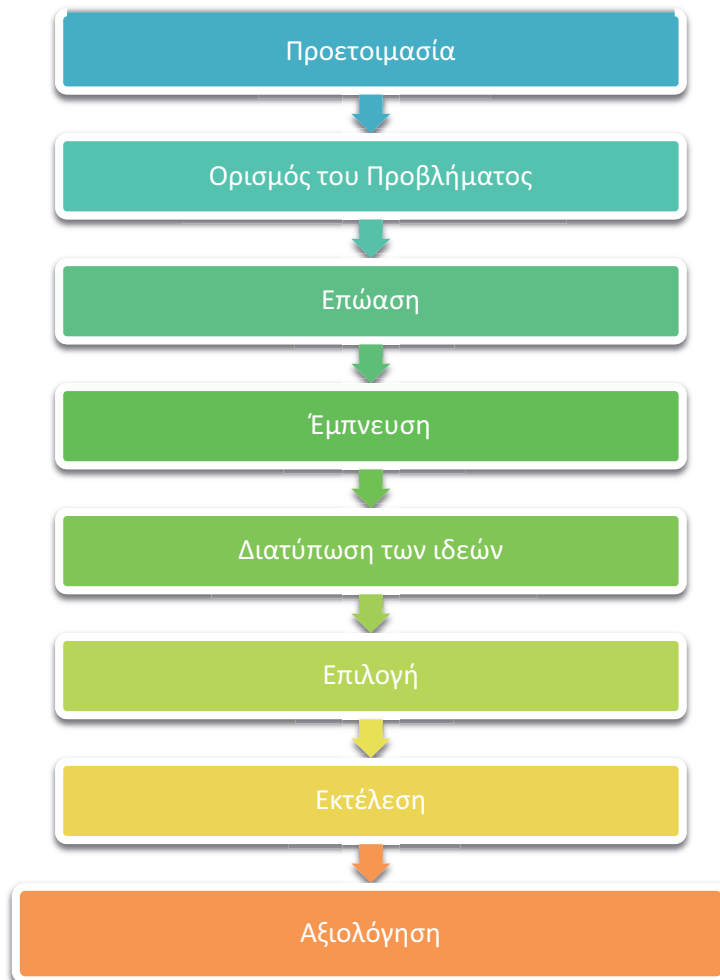 Προετοιμασία
Ορισμός του Προβλήματος
Επώαση
Έμπνευση
Διατύπωση των ιδεών
Επιλογή
Εκτέλεση
Αξιολόγηση